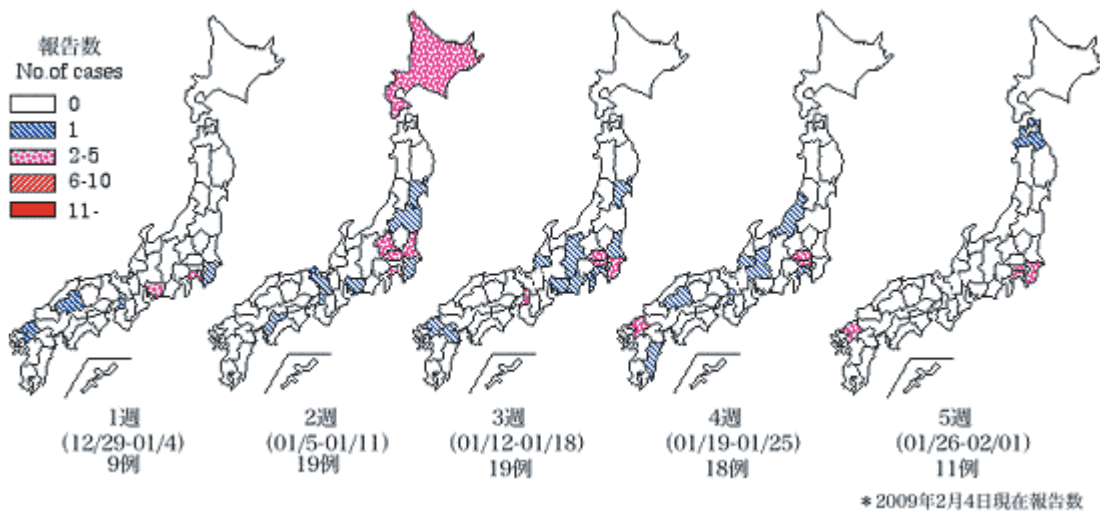 報告数
No.of cases
0
1
2-5
6-10
11-
1週
(12/29-01/4)
9例
2週
(01/5-01/11)
19例
3週
(01/12-01/18)
19例
4週
(01/19-01/25)
18例
5週
(01/26-02/01)
11例
*2009年2月4日現在報告数